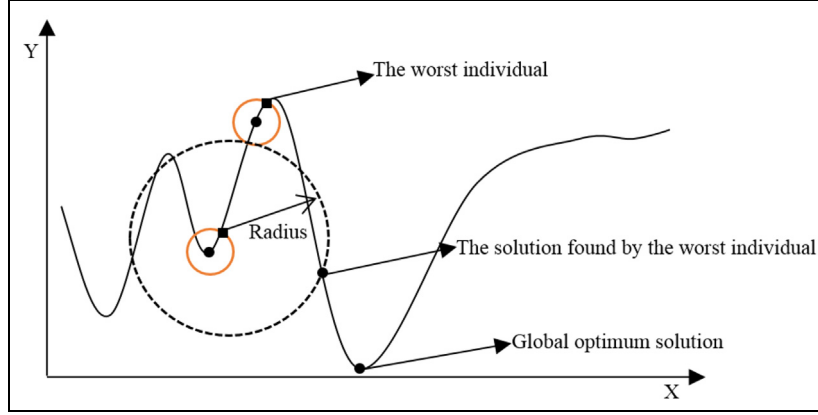 Y
The worst individual
Radius
The solution found by the worst individual
Global optimum solution
X